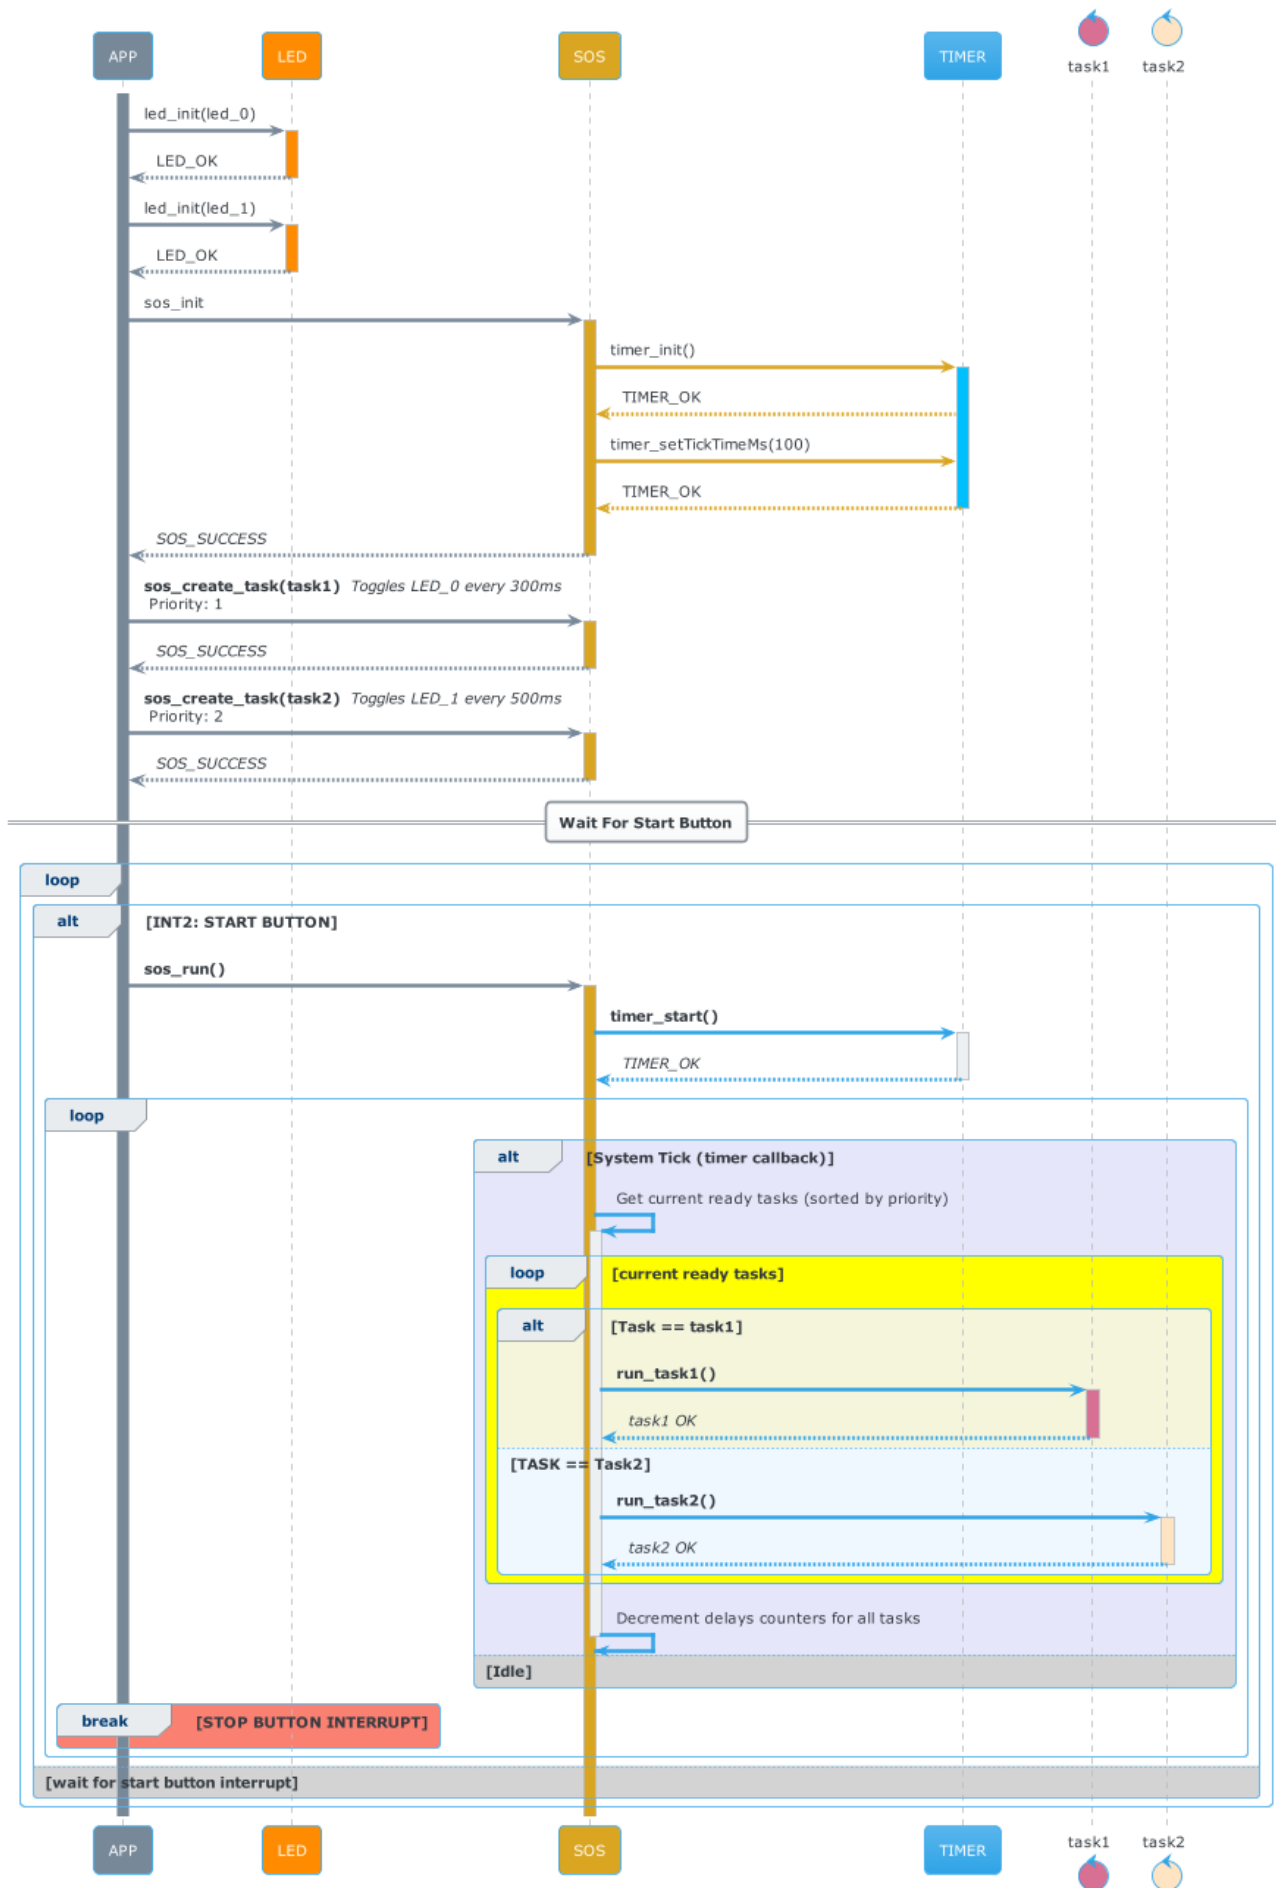 APP LED SOS TIMER task1 task2
led_init(led_0)
LED_OK
led_init(led_1)
LED_OK
sos_init
timer_init()
TIMER_OK
timer_setTickTimeMs(100)
TIMER_OK
SOS_SUCCESS
sos_create_task(task1) Toggles LED_0 every 300ms
Priority: 1
SOS_SUCCESS
sos_create_task(task2) Toggles LED_1 every 500ms
Priority: 2
SOS_SUCCESS
Wait For Start Button
loop
alt [INT2: START BUTTON]
sos_run()
timer_start()
TIMER_OK
loop
alt [System Tick (timer callback)]
Get current ready tasks (sorted by priority)
loop [current ready tasks]
alt [Task == task1]
run_task1()
task1 OK
[TASK == Task2]
run_task2()
task2 OK
Decrement delays counters for all tasks
[Idle]
break [STOP BUTTON INTERRUPT]
[wait for start button interrupt]
APP LED SOS TIMER task1 task2